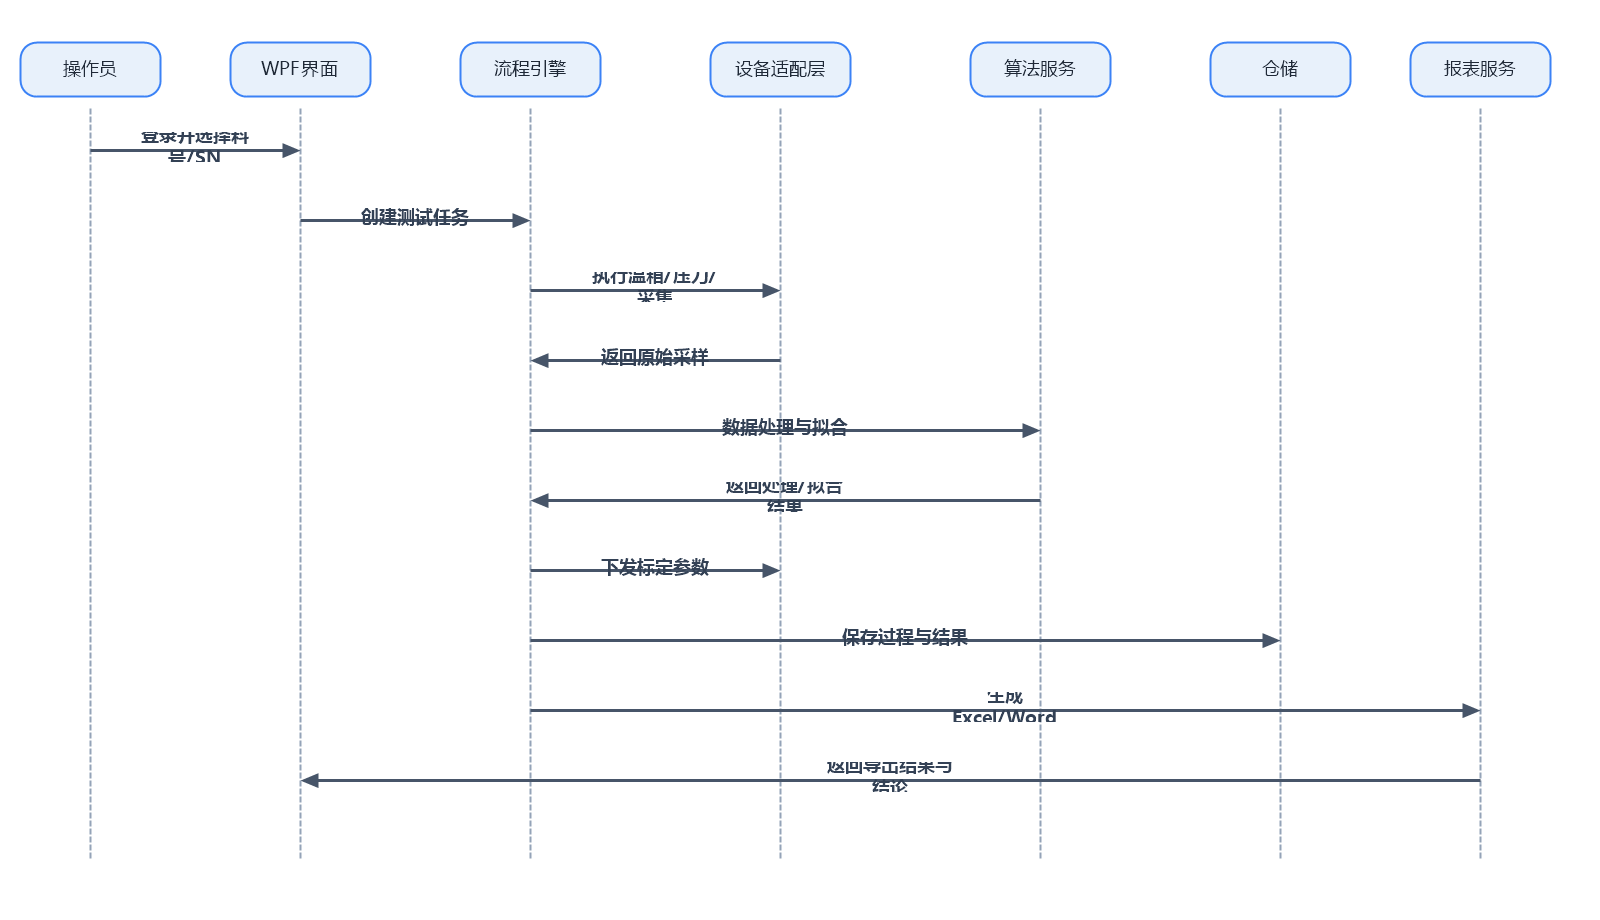 操作员
WPF界面
流程引擎
设备适配层
算法服务
仓储
报表服务
登录并选择料
号/SN
创建测试任务
执行温箱/压力/
采集
返回原始采样
数据处理与拟合
返回处理/拟合
结果
下发标定参数
保存过程与结果
生成
Excel/Word
返回导出结果与
结论